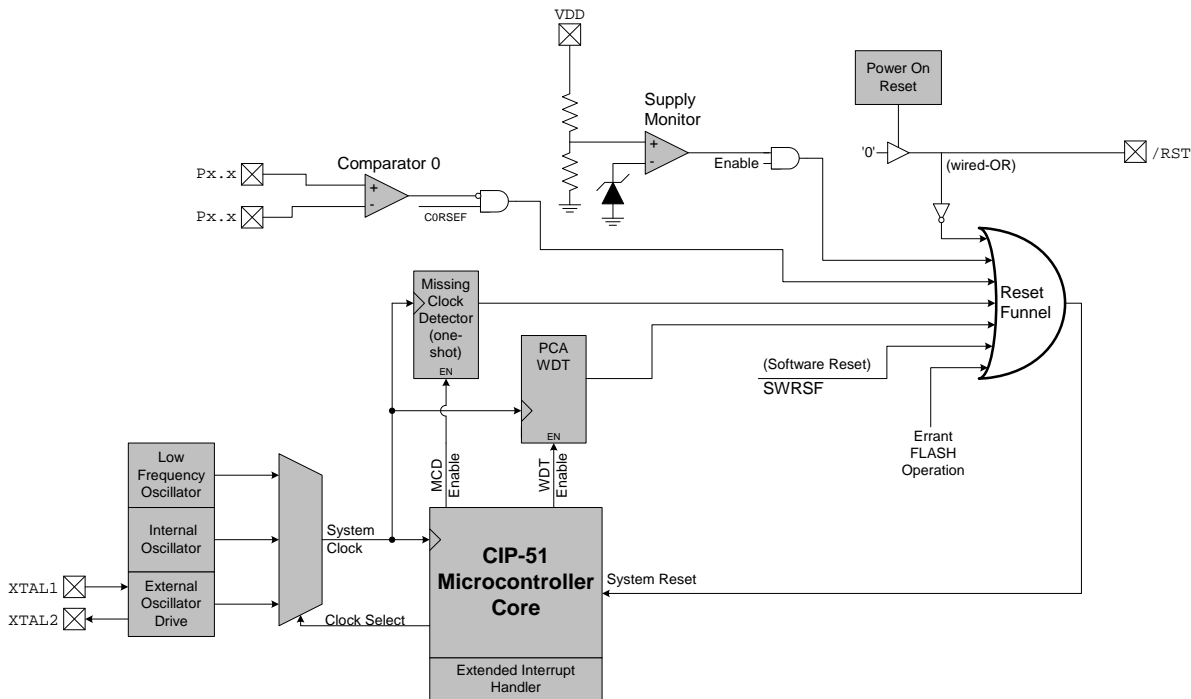 VDD
Power On
Reset
Supply
Monitor
+
-
Enable
'0'
(wired-OR)
/RST
Comparator 0
Px.x
Px.x
+
-
C0RSEF
Missing
Clock
Detector
(one-
shot)
EN
PCA
WDT
EN
Reset
Funnel
(Software Reset)
SWRSF
Errant
FLASH
Operation
Low
Frequency
Oscillator
Internal
Oscillator
External
Oscillator
Drive
XTAL1
XTAL2
System
Clock
Clock Select
MCD
Enable
WDT
Enable
CIP-51
Microcontroller
Core
System Reset
Extended Interrupt
Handler